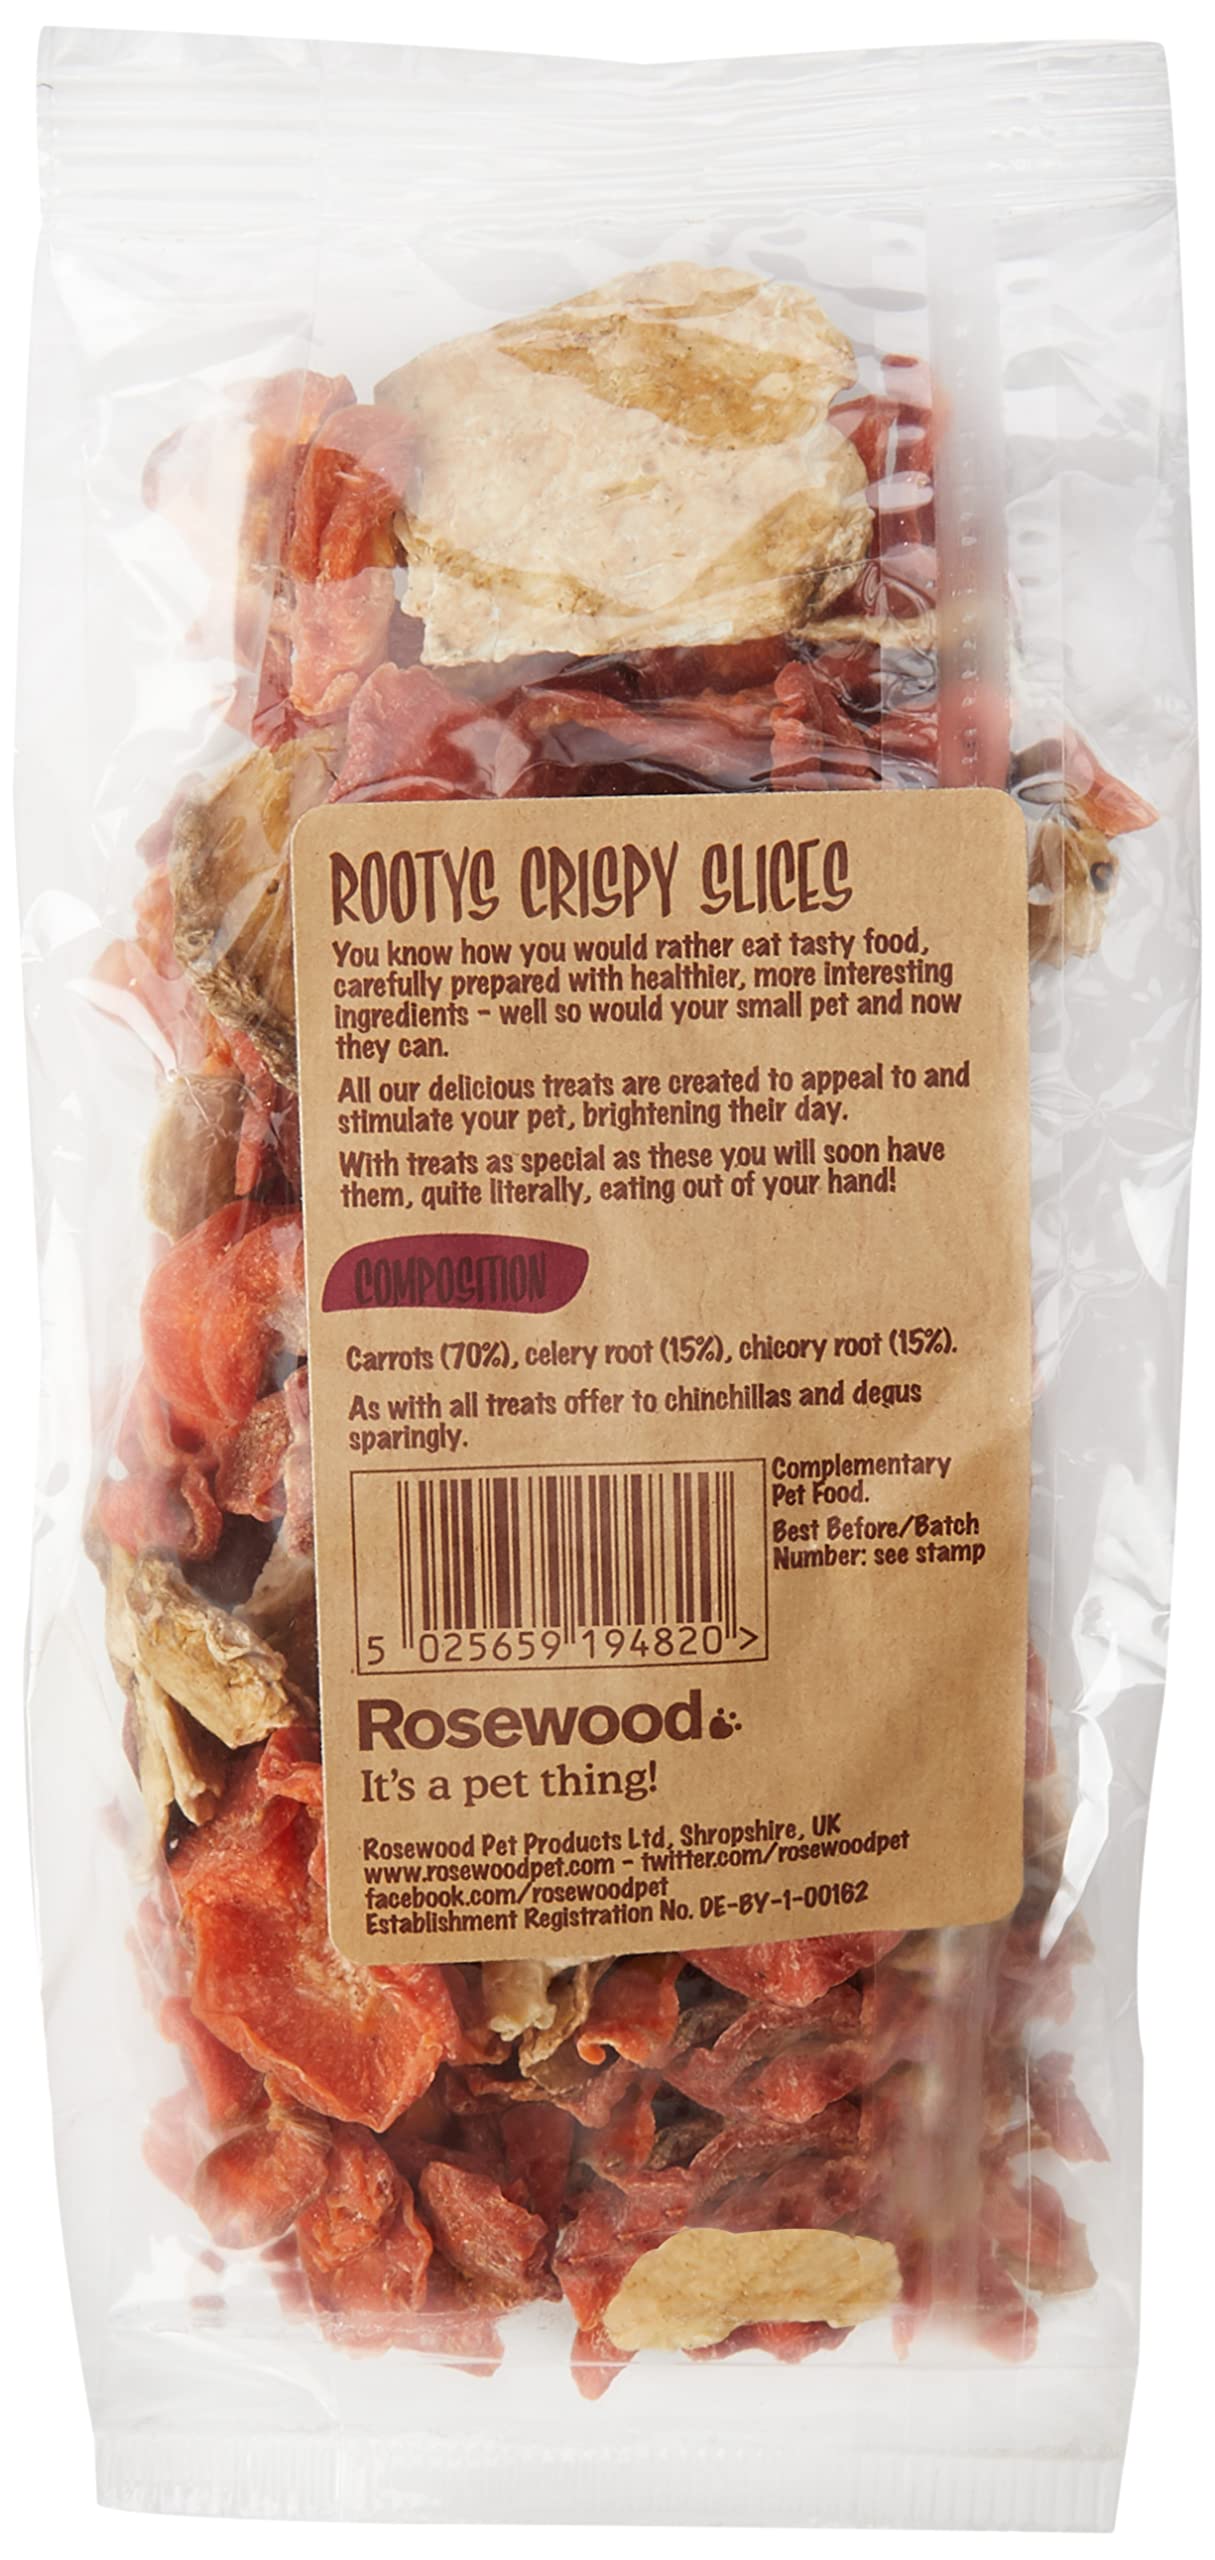 ROOTYS CRISPY SLICES
You know how you would rather eat tasty food,
carefully prepared with healthier, more interesting
ingredients - well so would your small pet and now
they can.
All our delicious treats are created to appeal to and
stimulate your pet, brightening their day.
With treats as special as these you will soon have
them, quite literally, eating out of your hand!
COMPOSITION
Carrots (70%), celery root (15%), chicory root (15%).
As with all treats offer to chinchillas and degus
sparingly.
Complementary
Pet Food.
Best Before/Batch
Number: see stamp
5 025659 194820 >
Rosewood
It's a pet thing!
Rosewood Pet Products Ltd, Shropshire, UK
www.rosewoodpet.com - twitter.com/rosewoodpet
facebook.com/rosewoodpet
Establishment Registration No. DE-BY-1-00162